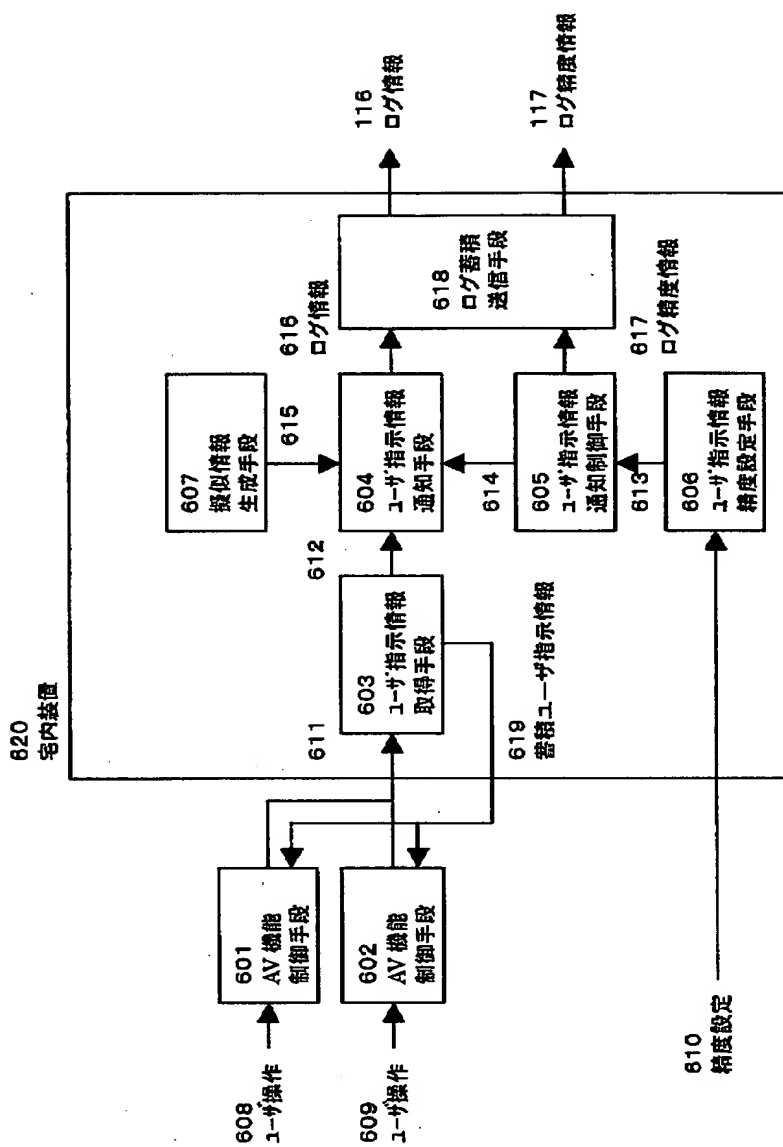 620
宅内装置
608
ユーザ操作
601
AV機能
制御手段
609
ユーザ操作
602
AV機能
制御手段
610
精度設定
611
603
ユーザ指示情報
取得手段
619
蓄積ユーザ指示情報
612
607
擬似情報
生成手段
615
604
ユーザ指示情報
通知手段
614
605
ユーザ指示情報
通知制御手段
613
606
ユーザ指示情報
精度設定手段
616
ログ情報
618
ログ蓄積
送信手段
617
ログ精度情報
116
ログ情報
117
ログ精度情報